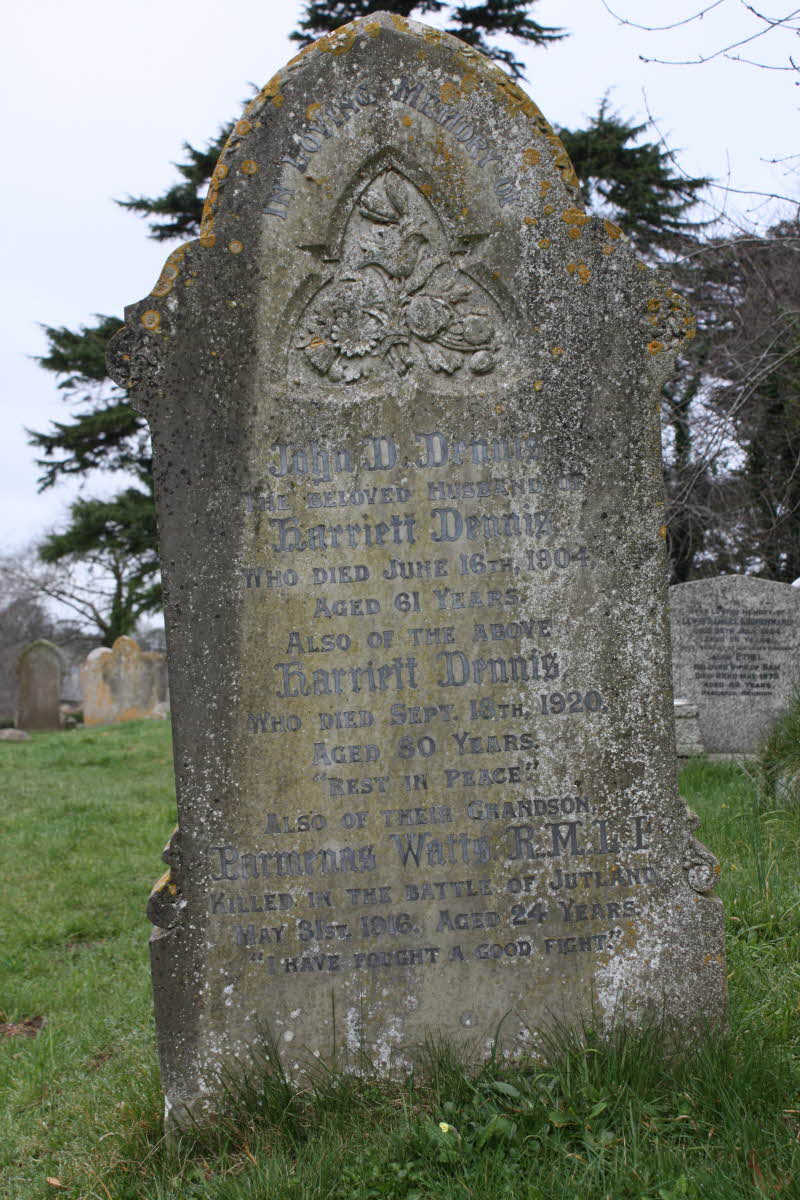 IN LOVING MEMORY OF
John D. Dennis
THE BELOVED HUSBAND OF
Harriett Dennis
WHO DIED JUNE 16TH, 1904,
AGED 61 YEARS.
ALSO OF THE ABOVE
Harriett Dennis,
WHO DIED SEPT. 18TH, 1920.
AGED 80 YEARS.
"REST IN PEACE."
ALSO OF THEIR GRANDSON,
Parmenas Watts, R.M.L.I
KILLED IN THE BATTLE OF JUTLAND
MAY 31ST, 1916. AGED 24 YEARS.
"I HAVE FOUGHT A GOOD FIGHT."
ALSO
ETHEL